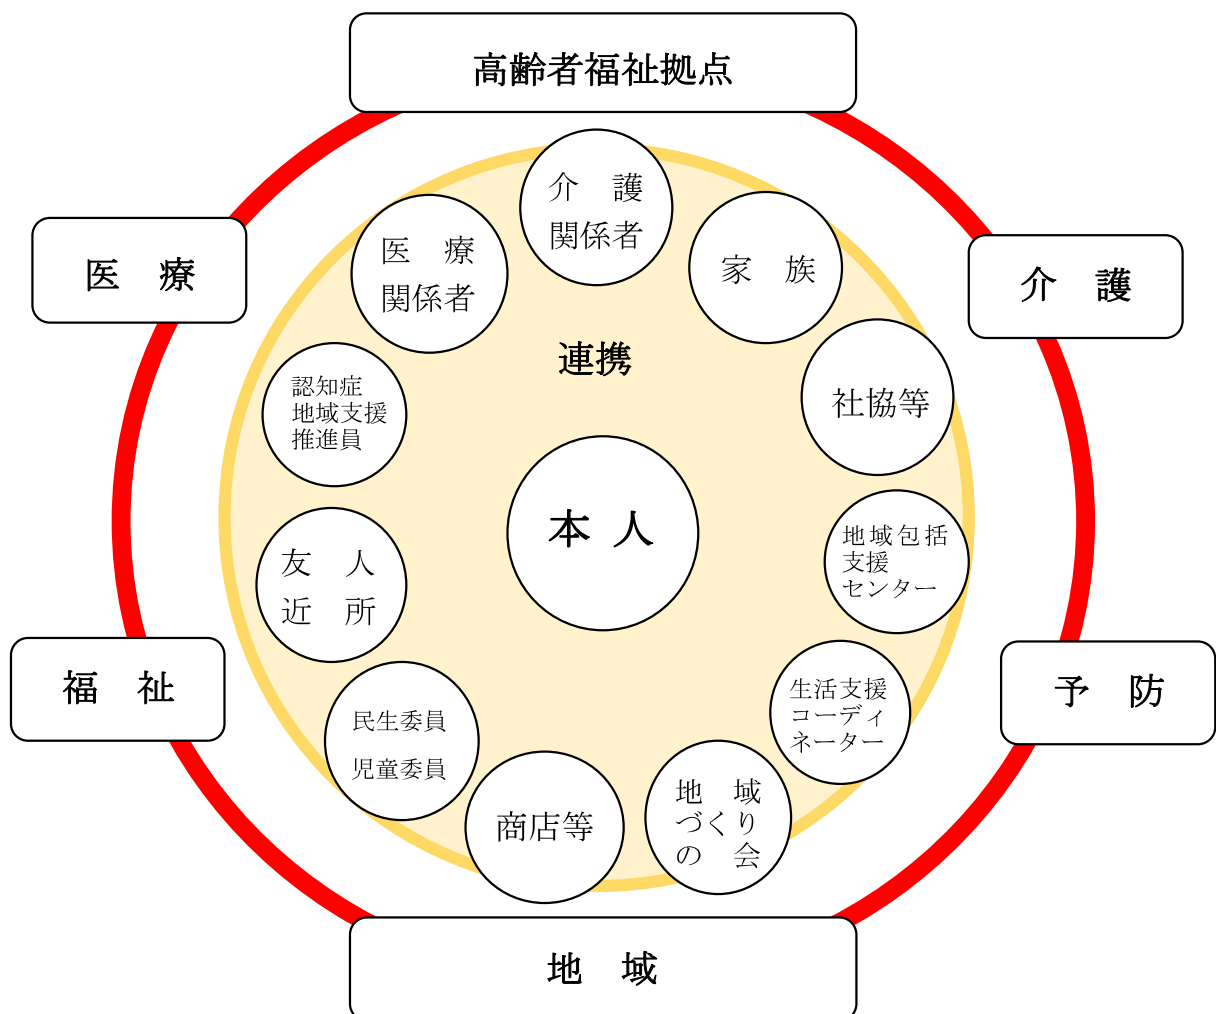 高齢者福祉拠点
医　療
介　護
介　護
関係者
医　療
関係者
家　族
連携
認知症
地域支援
推進員
社協等
本 人
友　人
近　所
地域包括
支援
センター
福　祉
予　防
民生委員
児童委員
生活支援
コーディ
ネーター
商店等
地　域
づくり
の　会
地　域